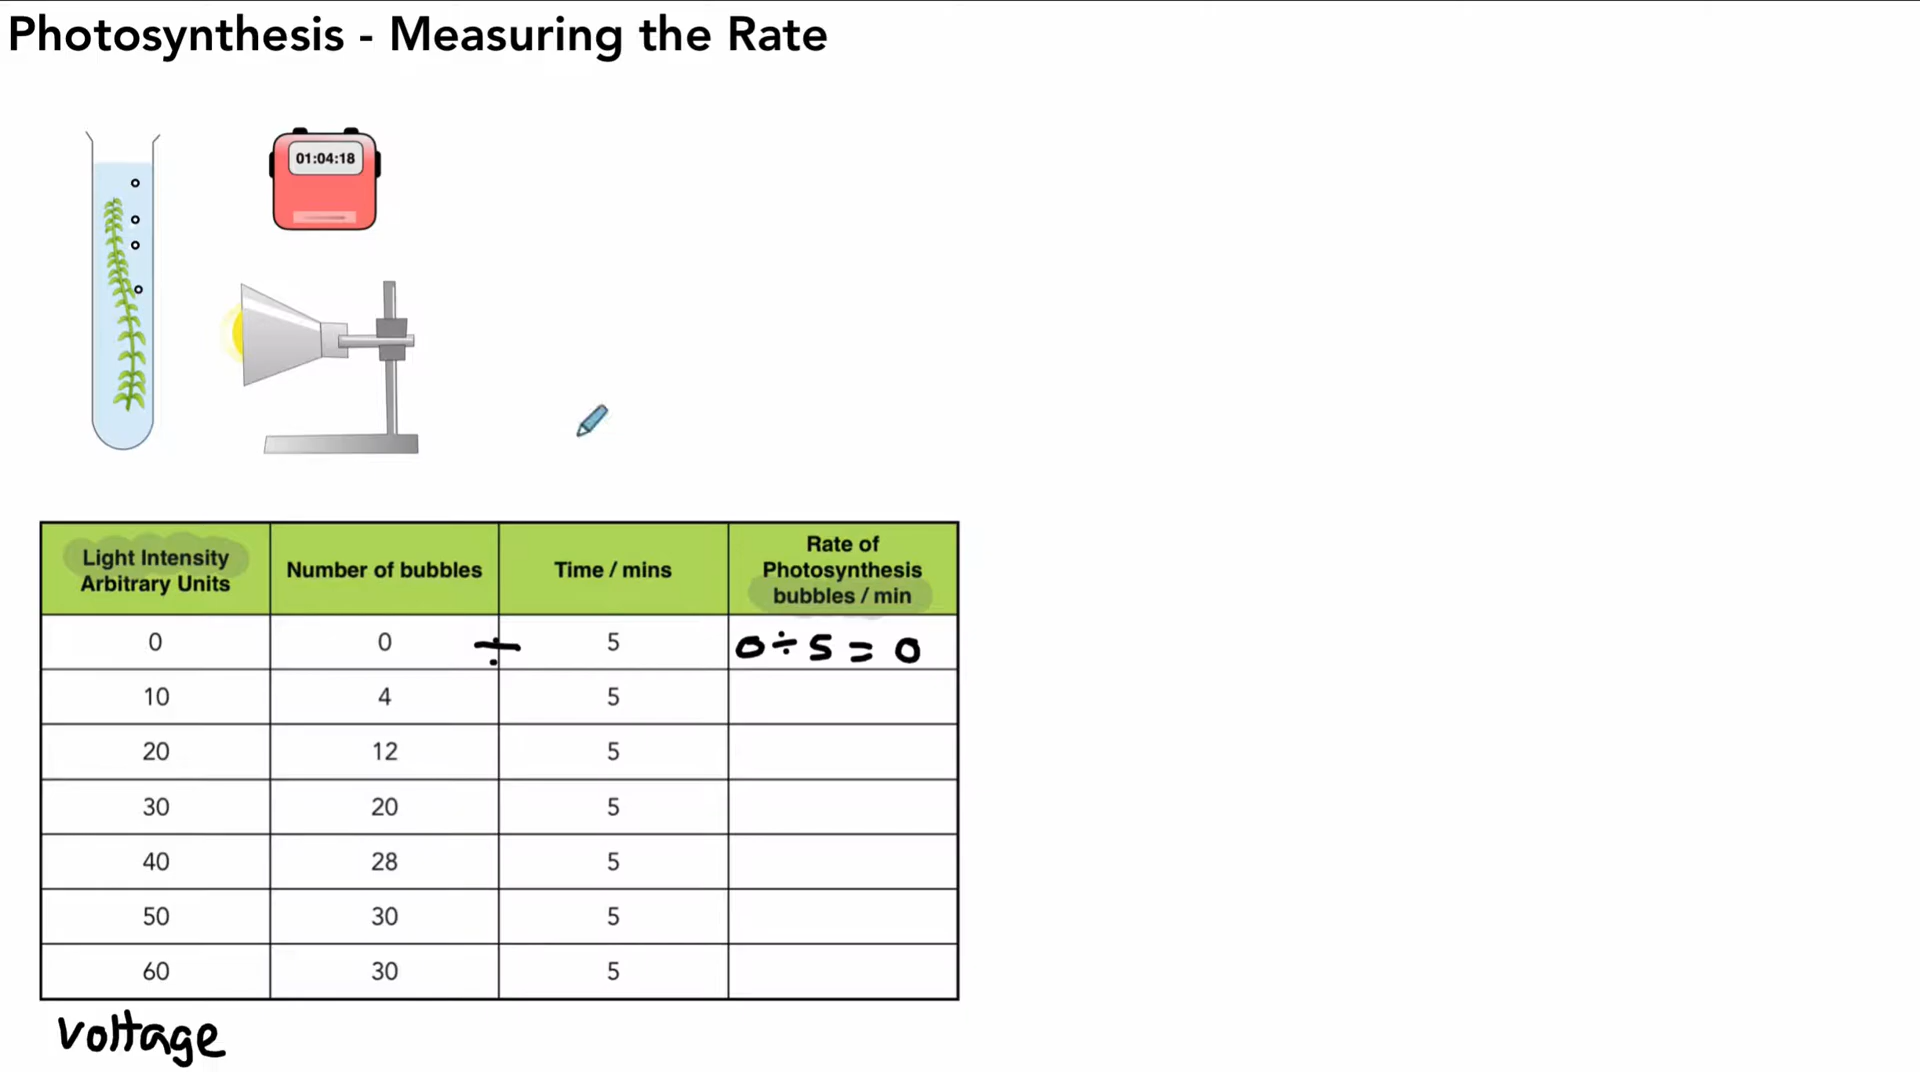 Photosynthesis - Measuring the Rate
01:04:18
Light Intensity
Arbitrary Units
Number of bubbles
Time / mins
Rate of
Photosynthesis
bubbles / min
0 0 ÷ 5 0 ÷ 5 = 0
10 4 5
20 12 5
30 20 5
40 28 5
50 30 5
60 30 5
voltage